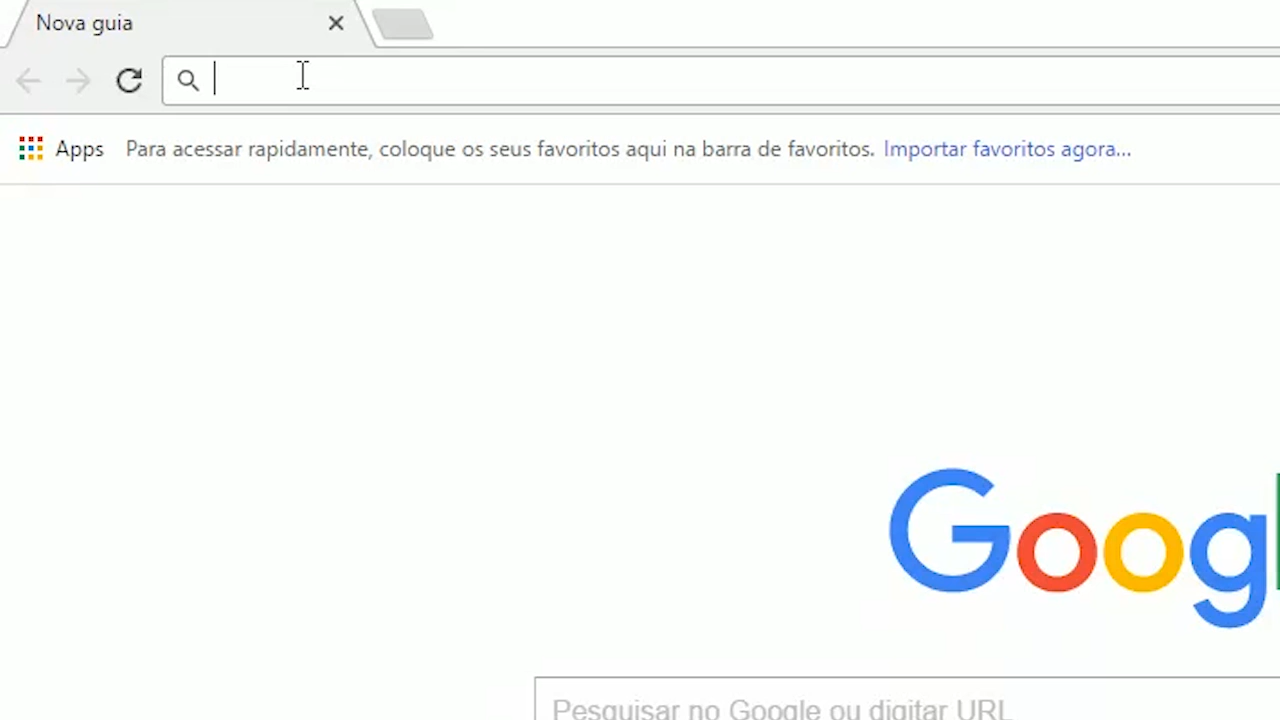 Nova guia
Apps Para acessar rapidamente, coloque os seus favoritos aqui na barra de favoritos. Importar favoritos agora...
Googl
Pesquisar no Google ou digitar URL